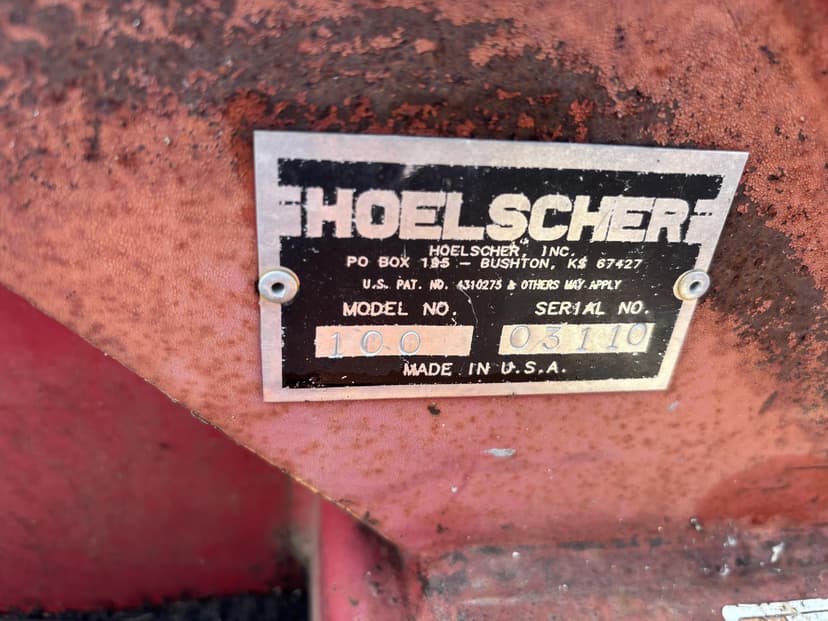 HOELSCHER
HOELSCHER, INC.
PO BOX 195 – BUSHTON, KS 67427
U.S. PAT. NO. 4310275 & OTHERS MAY APPLY
MODEL NO. SERIAL NO.
100 03110
MADE IN U.S.A.